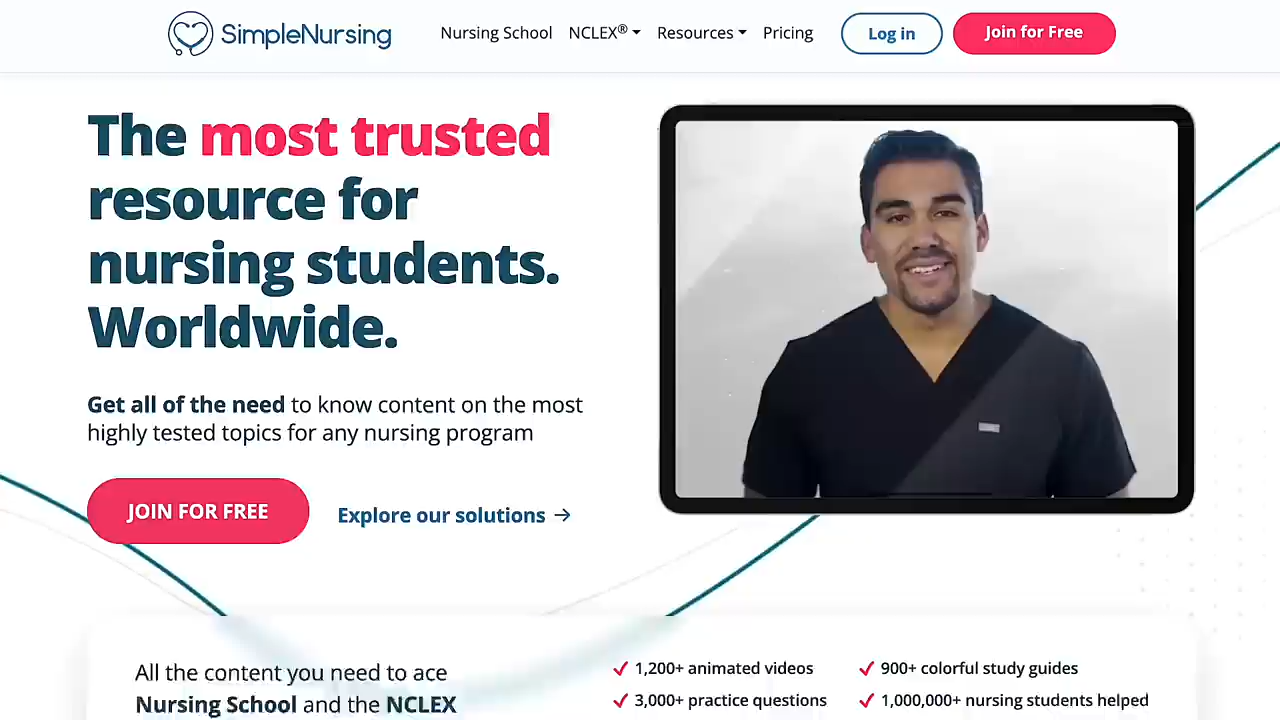 SimpleNursing
Nursing School NCLEX® Resources Pricing Log in Join for Free
The most trusted
resource for
nursing students.
Worldwide.
Get all of the need to know content on the most
highly tested topics for any nursing program
JOIN FOR FREE
Explore our solutions →
All the content you need to ace
Nursing School and the NCLEX
1,200+ animated videos
900+ colorful study guides
3,000+ practice questions
1,000,000+ nursing students helped